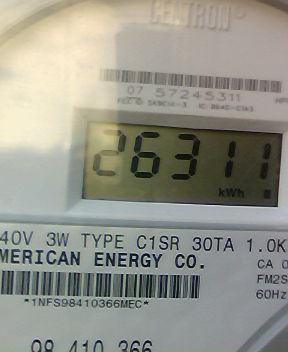 CENTRON®
07 57245311
26311
kWh
40V 3W TYPE C1SR 30TA 1.0K
MERICAN ENERGY CO.
CA 0
FM2S
60Hz
*1NFS98410366MEC*
98 410 366